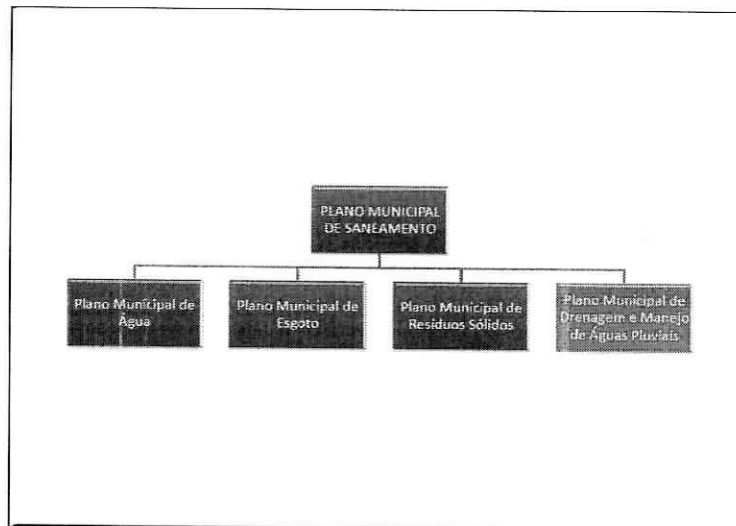 PLANO MUNICIPAL
DE SANEAMENTO
Plano Municipal de
Água
Plano Municipal de
Esgoto
Plano Municipal de
Resíduos Sólidos
Plano Municipal de
Drenagem e Manejo
de Águas Pluviais